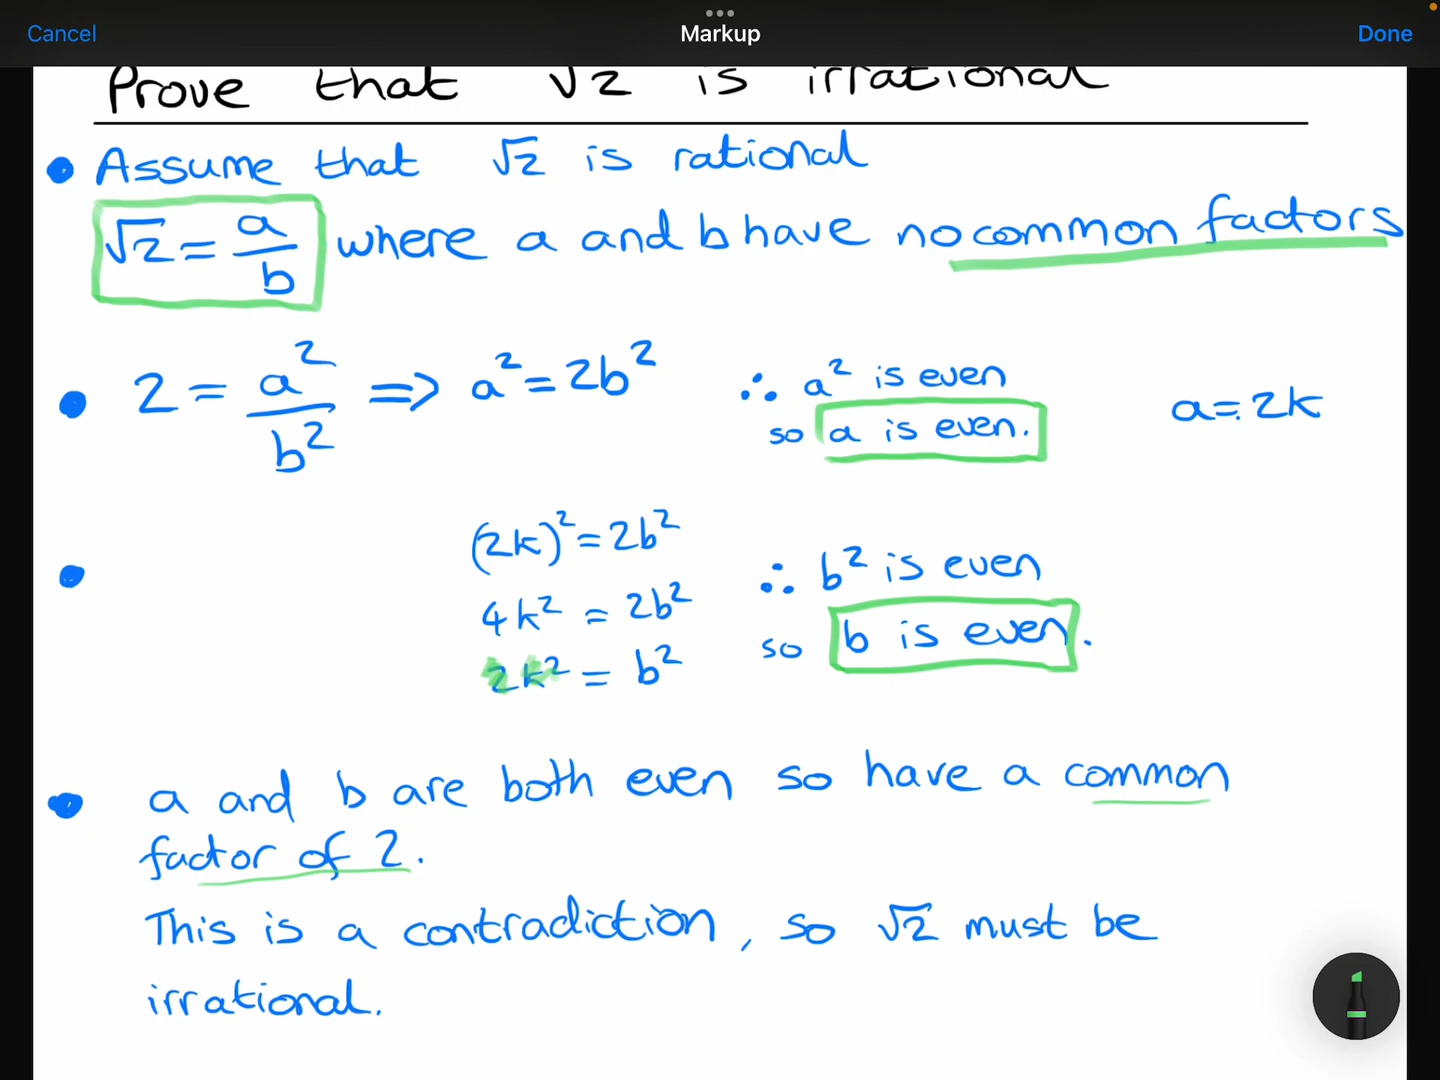 Cancel Markup Done
Prove that √2 is irrational
• Assume that √2 is rational
√2 = a/b where a and b have no common factors
• 2 = a²/b² => a² = 2b² ∴ a² is even
so a is even. a = 2k
• (2k)² = 2b²
4k² = 2b² ∴ b² is even
2k² = b² so b is even.
• a and b are both even so have a common
factor of 2.
This is a contradiction, so √2 must be
irrational.